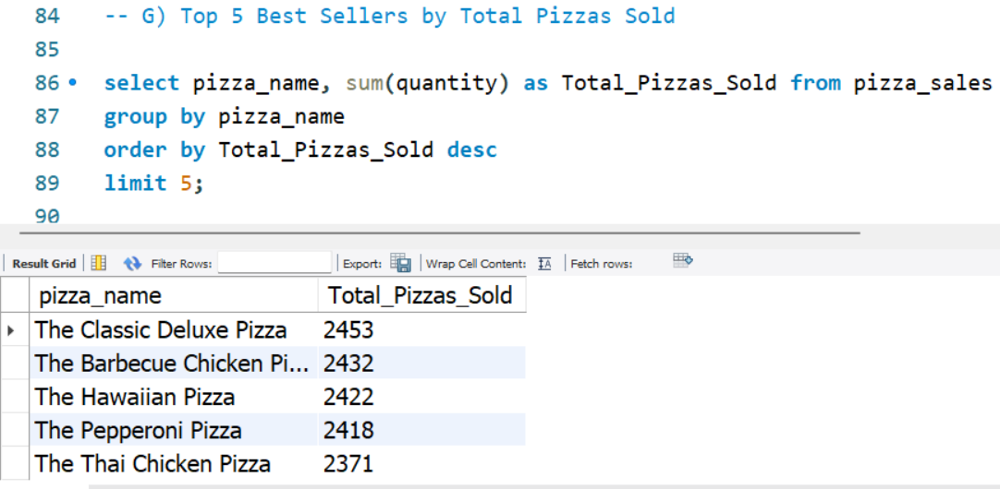 84 -- G) Top 5 Best Sellers by Total Pizzas Sold
85
86 select pizza_name, sum(quantity) as Total_Pizzas_Sold from pizza_sales
87 group by pizza_name
88 order by Total_Pizzas_Sold desc
89 limit 5;
90
Result Grid Filter Rows: Export: Wrap Cell Content: IA Fetch rows:
pizza_name Total_Pizzas_Sold
The Classic Deluxe Pizza 2453
The Barbecue Chicken Pi... 2432
The Hawaiian Pizza 2422
The Pepperoni Pizza 2418
The Thai Chicken Pizza 2371